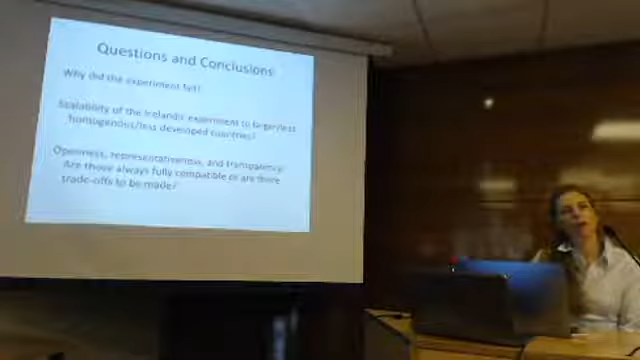 Questions and Conclusions
Why did the experiment fail?
Scalability of the Icelandic experiment to larger/less
homogenous/less developed countries?
Openness, representativeness, and transparency:
Are those always fully compatible or are there
trade-offs to be made?